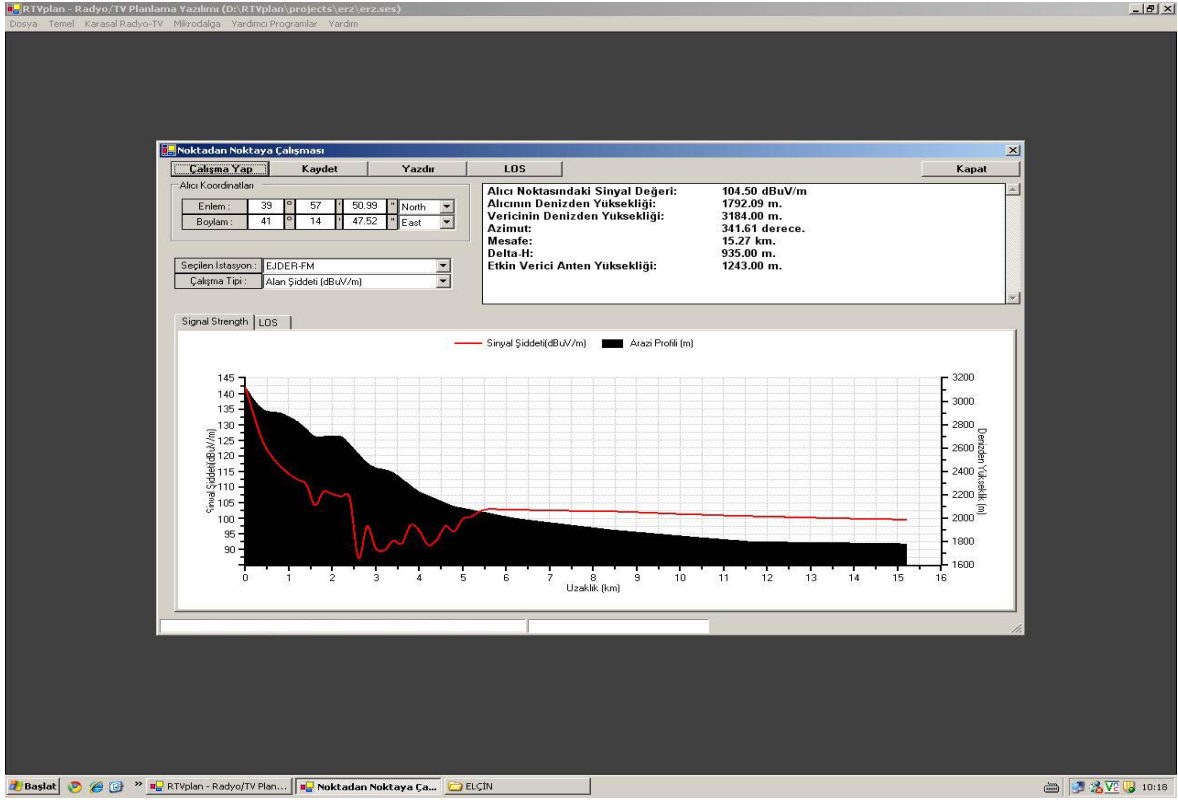 RTVplan - Radyo/TV Planlama Yazılımı (D:\RTVplan\projects\erz\erz.ses)
Dosya Temel Karasal Radyo-TV Mikrodalga Yardımcı Programlar Yardım
Noktadan Noktaya Çalışması
Çalışma Yap Kaydet Yazdır LOS Kapat
Alıcı Koordinatları
Enlem : 39 ° 57 ' 50.99 " North
Boylam : 41 ° 14 ' 47.52 " East
Seçilen İstasyon : EJDER-FM
Çalışma Tipi : Alan Şiddeti (dBuV/m)
Alıcı Noktasındaki Sinyal Değeri: 104.50 dBuV/m
Alıcının Denizden Yüksekliği: 1792.09 m.
Vericinin Denizden Yüksekliği: 3184.00 m.
Azimut: 341.61 derece.
Mesafe: 15.27 km.
Delta-H: 935.00 m.
Etkin Verici Anten Yüksekliği: 1243.00 m.
Signal Strength LOS
Sinyal Şiddeti(dBuV/m) Arazi Profili (m)
145
140
135
130
125
120
115
110
105
100
95
90
Sinyal Şiddeti(dBuV/m)
3200
3000
2800
2600
2400
2200
2000
1800
1600
Denizden Yükseklik (m)
0 1 2 3 4 5 6 7 8 9 10 11 12 13 14 15 16
Uzaklık (km)
Başlat » RTVplan - Radyo/TV Plan... Noktadan Noktaya Ça... ELÇİN 10:18